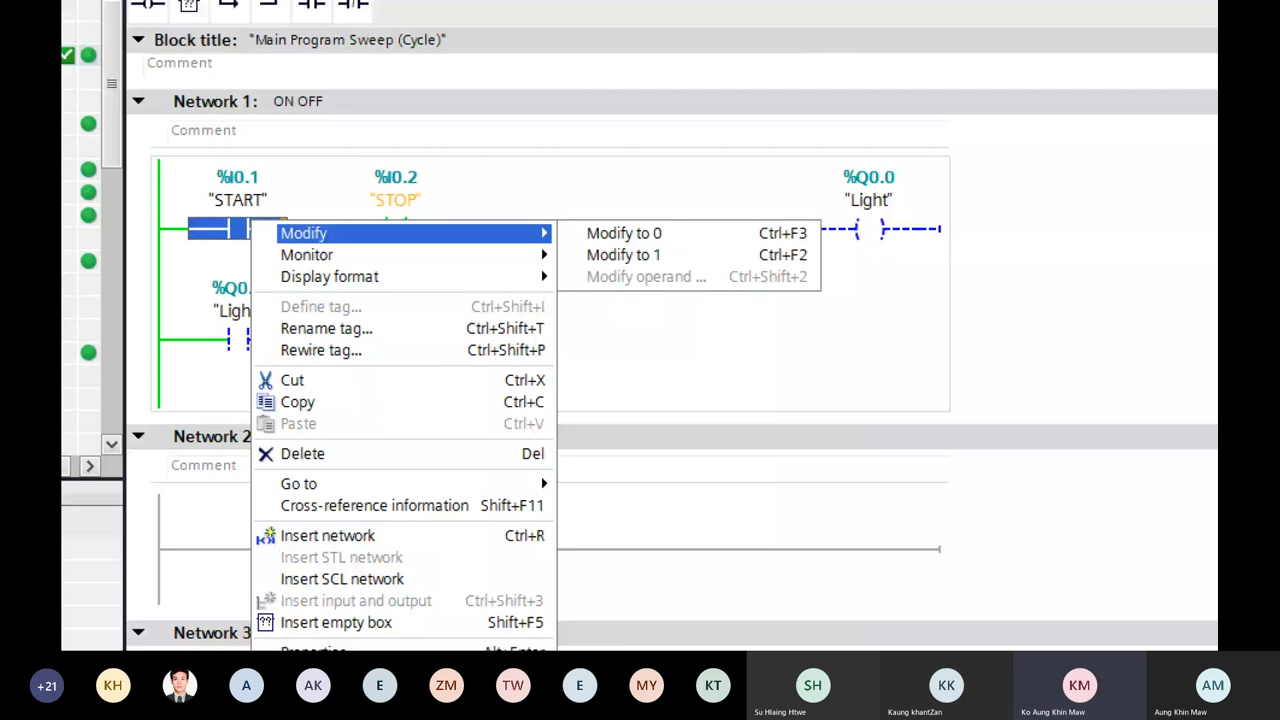 Block title: "Main Program Sweep (Cycle)"
Comment
Network 1: ON OFF
Comment
%I0.1 %I0.2 %Q0.0
"START" "STOP" "Light"
Modify
Modify to 0 Ctrl+F3
Monitor
Modify to 1 Ctrl+F2
Display format
Modify operand ... Ctrl+Shift+2
%Q0.
"Ligh
Define tag... Ctrl+Shift+I
Rename tag... Ctrl+Shift+T
Rewire tag... Ctrl+Shift+P
Cut Ctrl+X
Copy Ctrl+C
Paste Ctrl+V
Network 2
Delete Del
Comment
Go to
Cross-reference information Shift+F11
Insert network Ctrl+R
Insert STL network
Insert SCL network
Insert input and output Ctrl+Shift+3
Insert empty box Shift+F5
Network 3
Properties Alt+Enter
+21 KH A AK E ZM TW E MY KT SH KK KM AM
Su Hlaing Htwe Kaung khantZan Ko Aung Khin Maw Aung Khin Maw